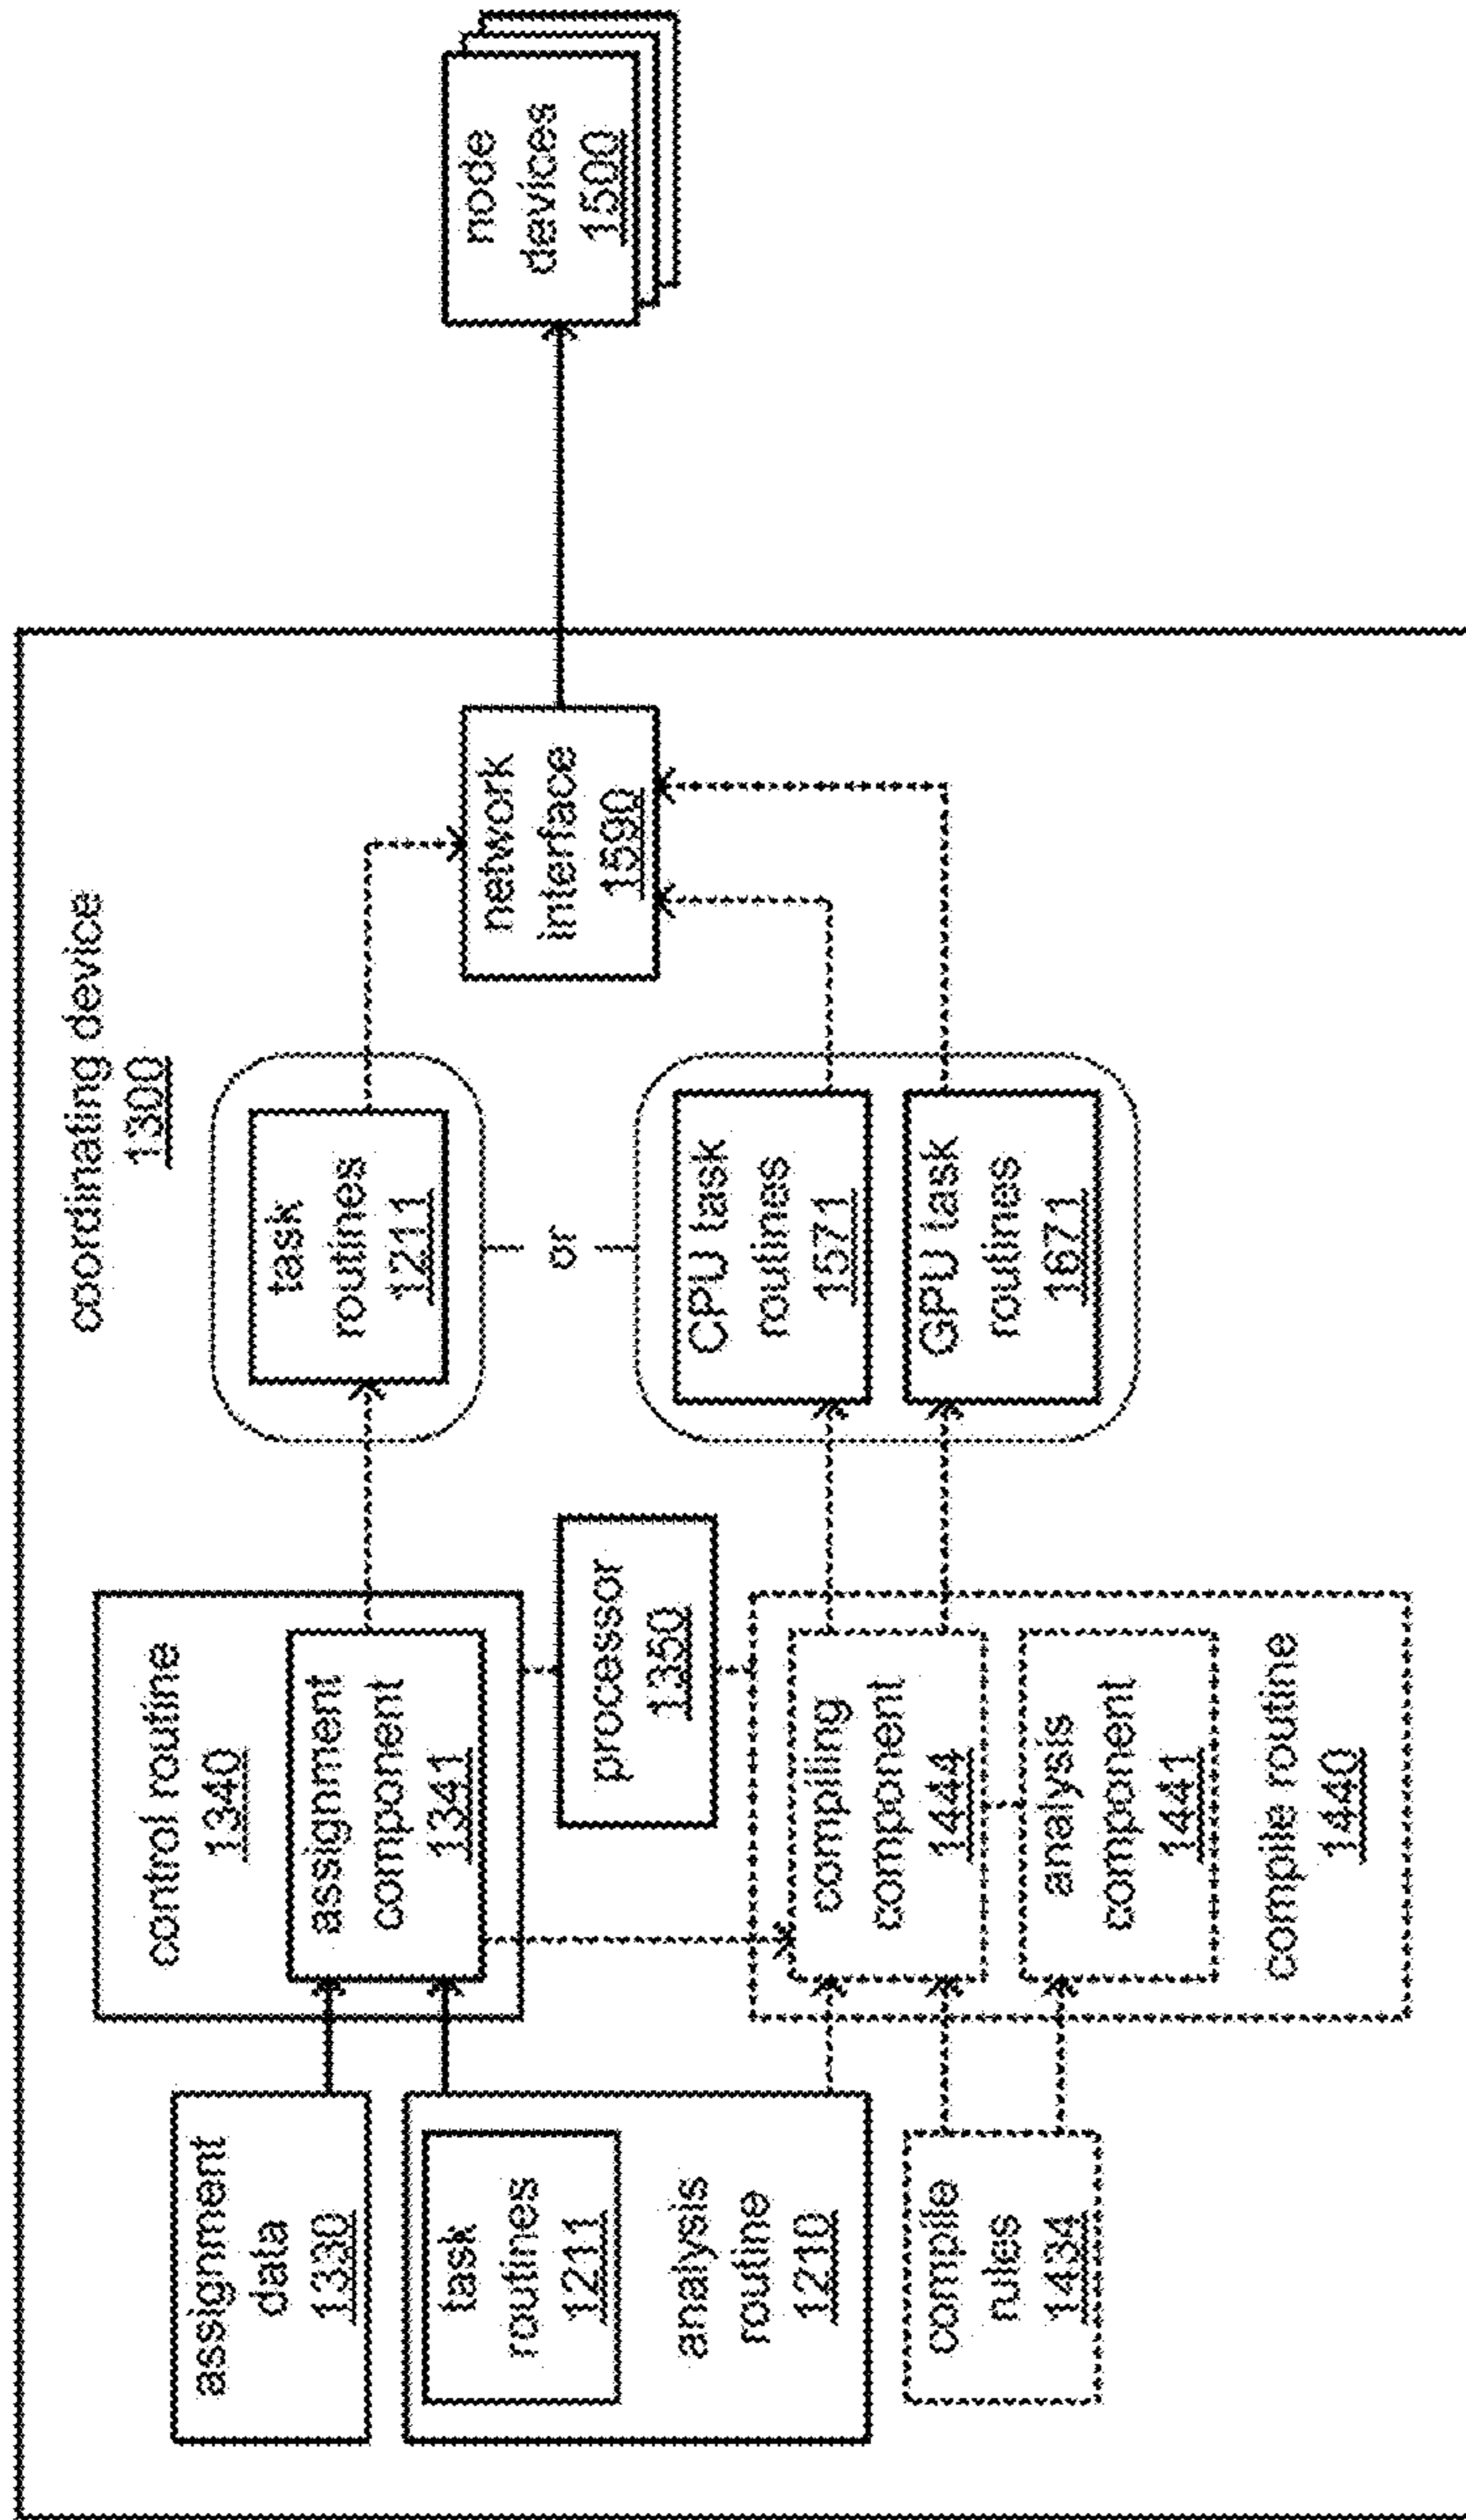 coordinating device
1300
assignment
data
1330
task
routines
1211
analysis
routine
1210
compile
rules
1434
control routine
1340
assignment
component
1341
processor
1350
compiling
component
1444
analysis
component
1441
compile routine
1440
task
routines
1211
or
CPU task
routines
1571
GPU task
routines
1671
network
interface
1590
node
devices
1500